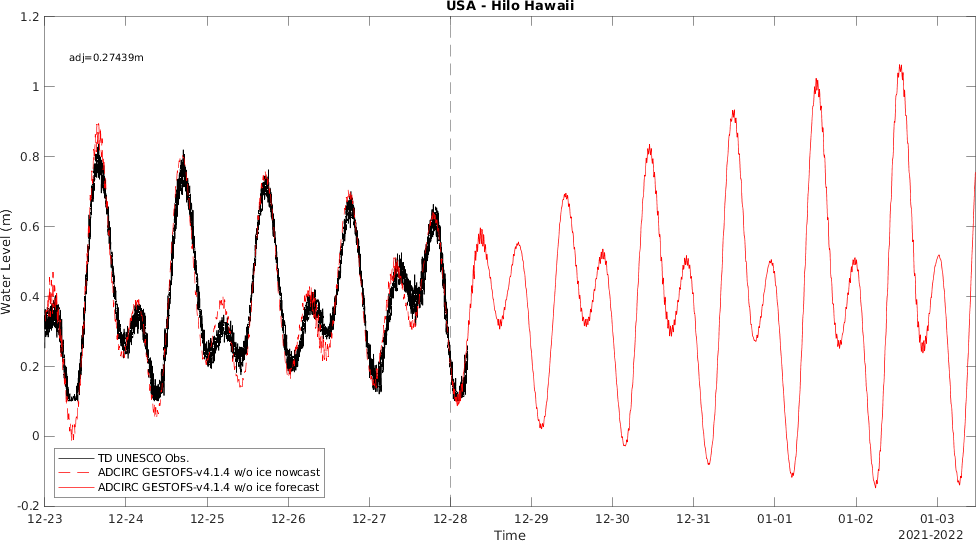 USA - Hilo Hawaii
adj=0.27439m
Water Level (m)
1.2
1
0.8
0.6
0.4
0.2
0
-0.2
TD UNESCO Obs.
ADCIRC GESTOFS-v4.1.4 w/o ice nowcast
ADCIRC GESTOFS-v4.1.4 w/o ice forecast
12-23 12-24 12-25 12-26 12-27 12-28 12-29 12-30 12-31 01-01 01-02 01-03
Time
2021-2022